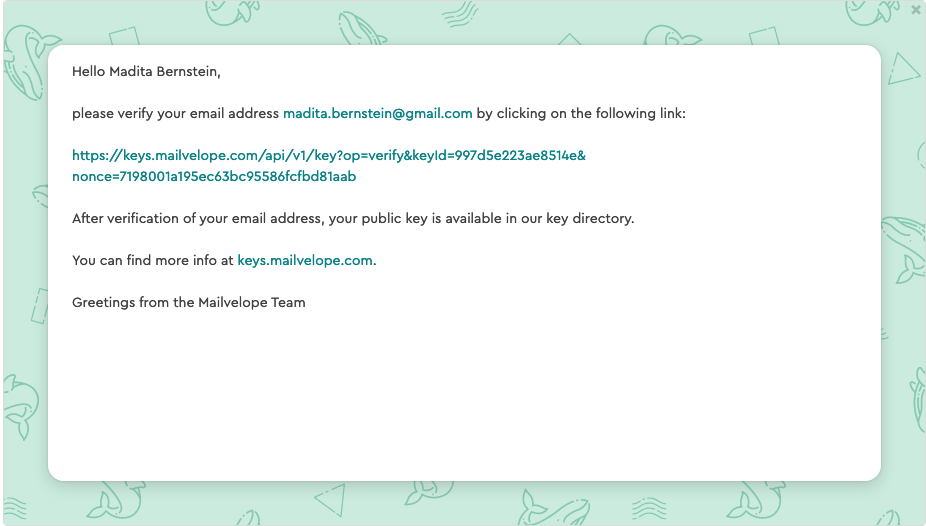 Hello Madita Bernstein,
please verify your email address madita.bernstein@gmail.com by clicking on the following link:
https://keys.mailvelope.com/api/v1/key?op=verify&keyId=997d5e223ae8514e&
nonce=7198001a195ec63bc95586fcfbd81aab
After verification of your email address, your public key is available in our key directory.
You can find more info at keys.mailvelope.com.
Greetings from the Mailvelope Team